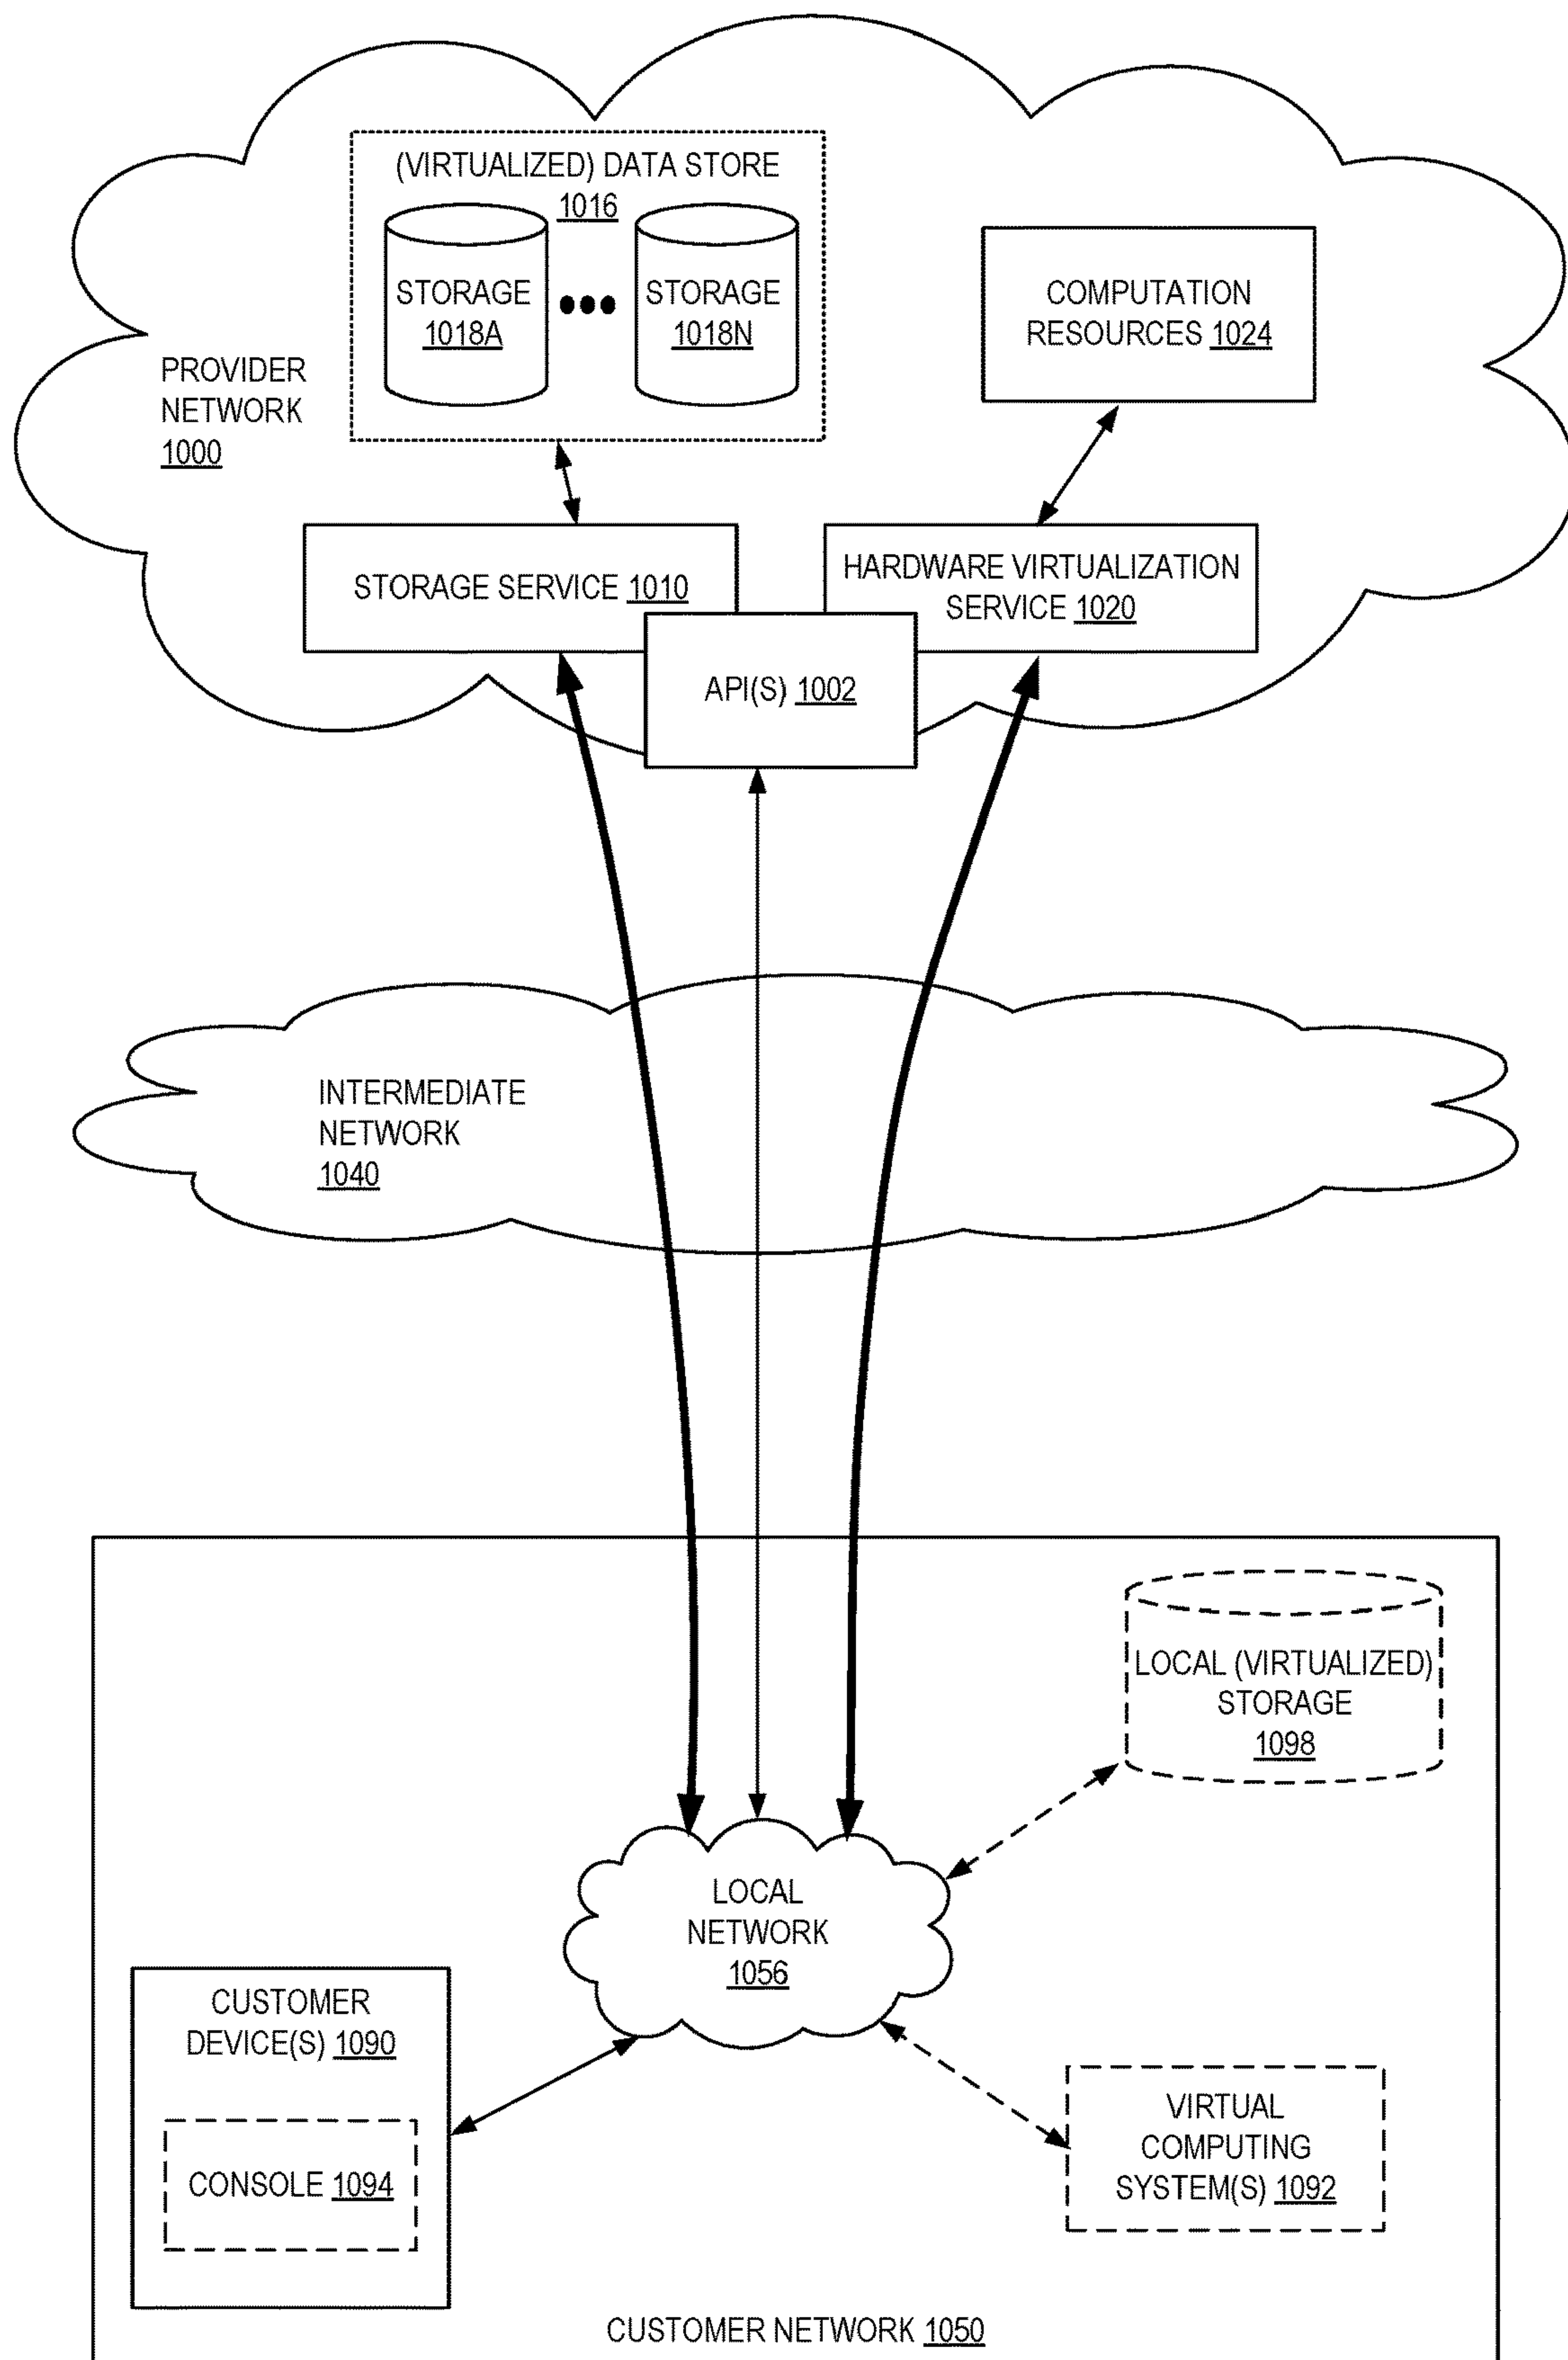 (VIRTUALIZED) DATA STORE
1016
STORAGE
1018A
STORAGE
1018N
COMPUTATION
RESOURCES 1024
PROVIDER
NETWORK
1000
STORAGE SERVICE 1010
HARDWARE VIRTUALIZATION
SERVICE 1020
API(S) 1002
INTERMEDIATE
NETWORK
1040
LOCAL (VIRTUALIZED)
STORAGE
1098
LOCAL
NETWORK
1056
CUSTOMER
DEVICE(S) 1090
CONSOLE 1094
VIRTUAL
COMPUTING
SYSTEM(S) 1092
CUSTOMER NETWORK 1050